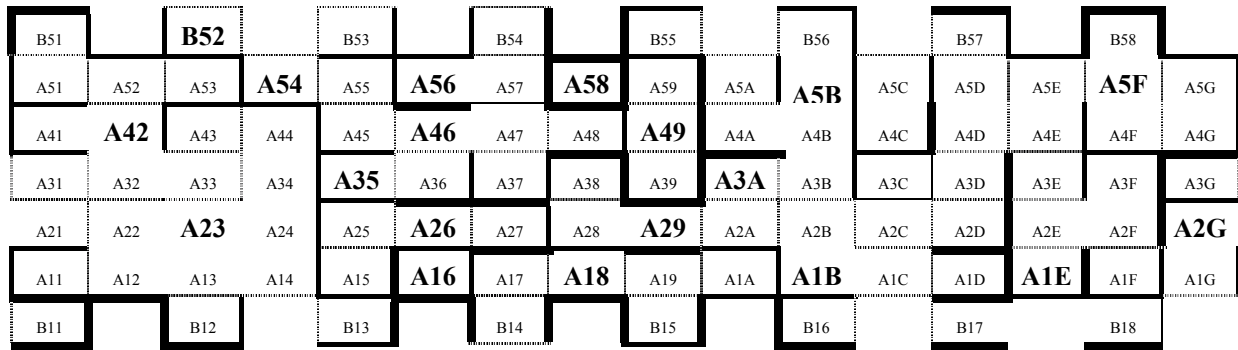 B51 B52 B53 B54 B55 B56 B57 B58
A51 A52 A53 A54 A55 A56 A57 A58 A59 A5A A5B A5C A5D A5E A5F A5G
A41 A42 A43 A44 A45 A46 A47 A48 A49 A4A A4B A4C A4D A4E A4F A4G
A31 A32 A33 A34 A35 A36 A37 A38 A39 A3A A3B A3C A3D A3E A3F A3G
A21 A22 A23 A24 A25 A26 A27 A28 A29 A2A A2B A2C A2D A2E A2F A2G
A11 A12 A13 A14 A15 A16 A17 A18 A19 A1A A1B A1C A1D A1E A1F A1G
B11 B12 B13 B14 B15 B16 B17 B18